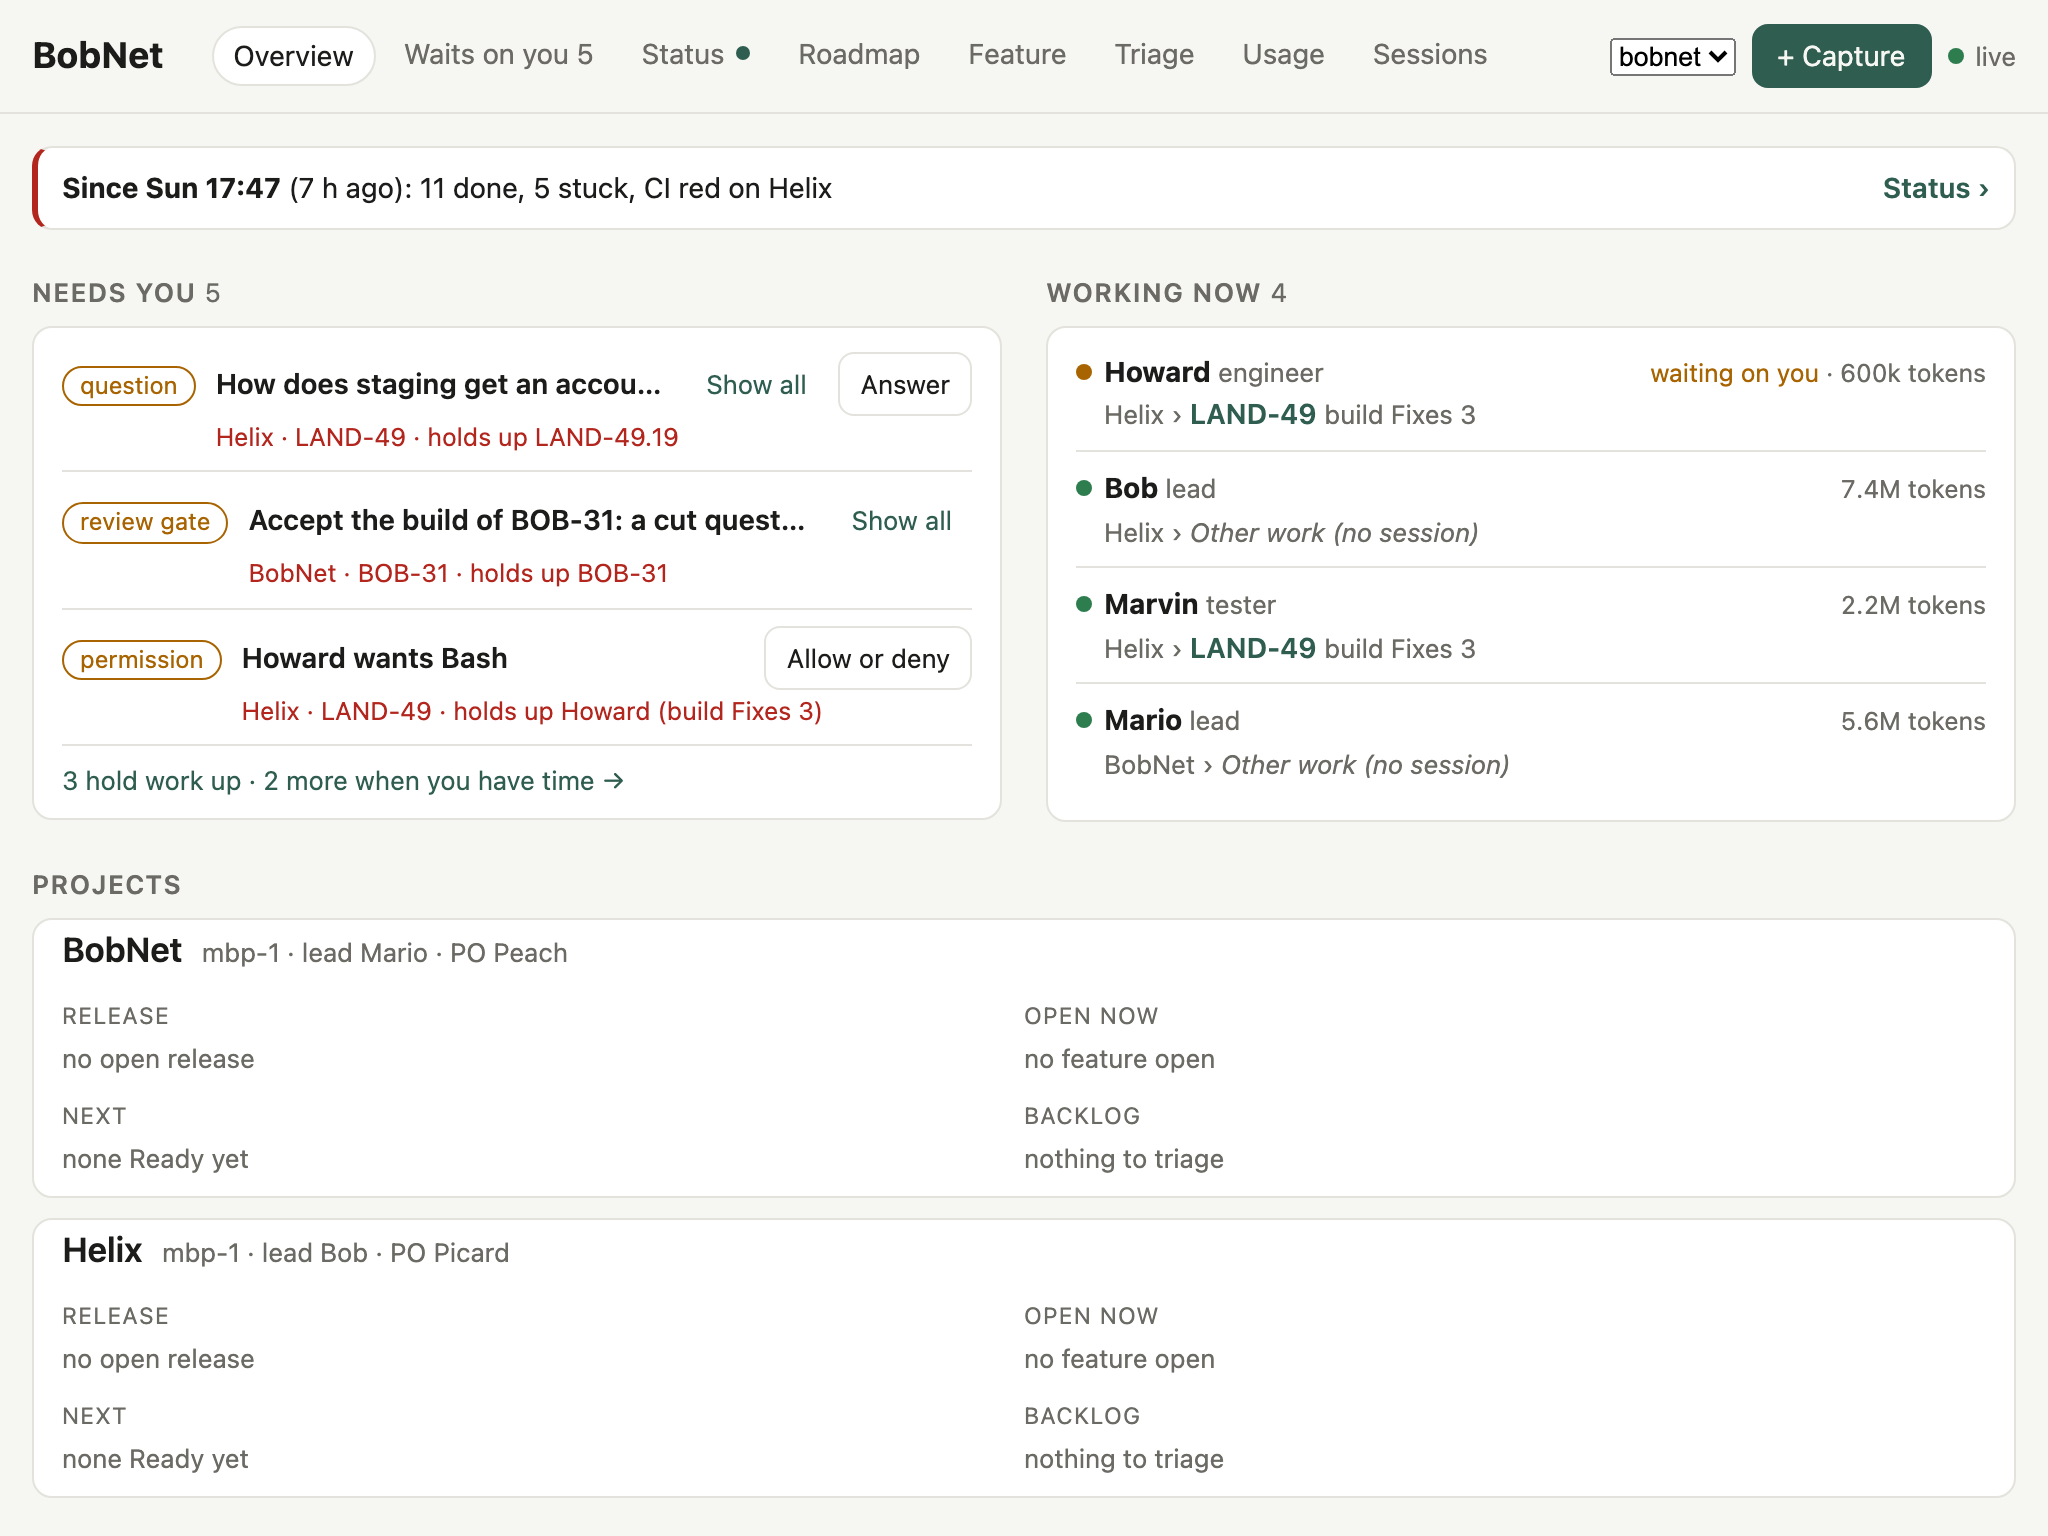 BobNet
Overview
Waits on you 5
Status
Roadmap
Feature
Triage
Usage
Sessions
bobnet
+ Capture
live
Since Sun 17:47 (7 h ago): 11 done, 5 stuck, CI red on Helix
Status ›
NEEDS YOU 5
question
How does staging get an accou...
Show all
Answer
Helix · LAND-49 · holds up LAND-49.19
review gate
Accept the build of BOB-31: a cut quest...
Show all
BobNet · BOB-31 · holds up BOB-31
permission
Howard wants Bash
Allow or deny
Helix · LAND-49 · holds up Howard (build Fixes 3)
3 hold work up · 2 more when you have time →
WORKING NOW 4
Howard engineer
waiting on you · 600k tokens
Helix › LAND-49 build Fixes 3
Bob lead
7.4M tokens
Helix › Other work (no session)
Marvin tester
2.2M tokens
Helix › LAND-49 build Fixes 3
Mario lead
5.6M tokens
BobNet › Other work (no session)
PROJECTS
BobNet mbp-1 · lead Mario · PO Peach
RELEASE
no open release
OPEN NOW
no feature open
NEXT
none Ready yet
BACKLOG
nothing to triage
Helix mbp-1 · lead Bob · PO Picard
RELEASE
no open release
OPEN NOW
no feature open
NEXT
none Ready yet
BACKLOG
nothing to triage